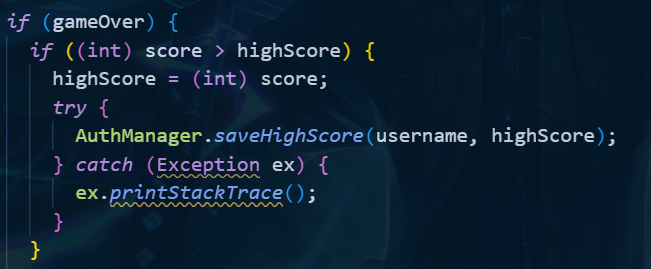 if (gameOver) {
if ((int) score > highScore) {
highScore = (int) score;
try {
AuthManager.saveHighScore(username, highScore);
} catch (Exception ex) {
ex.printStackTrace();
}
}